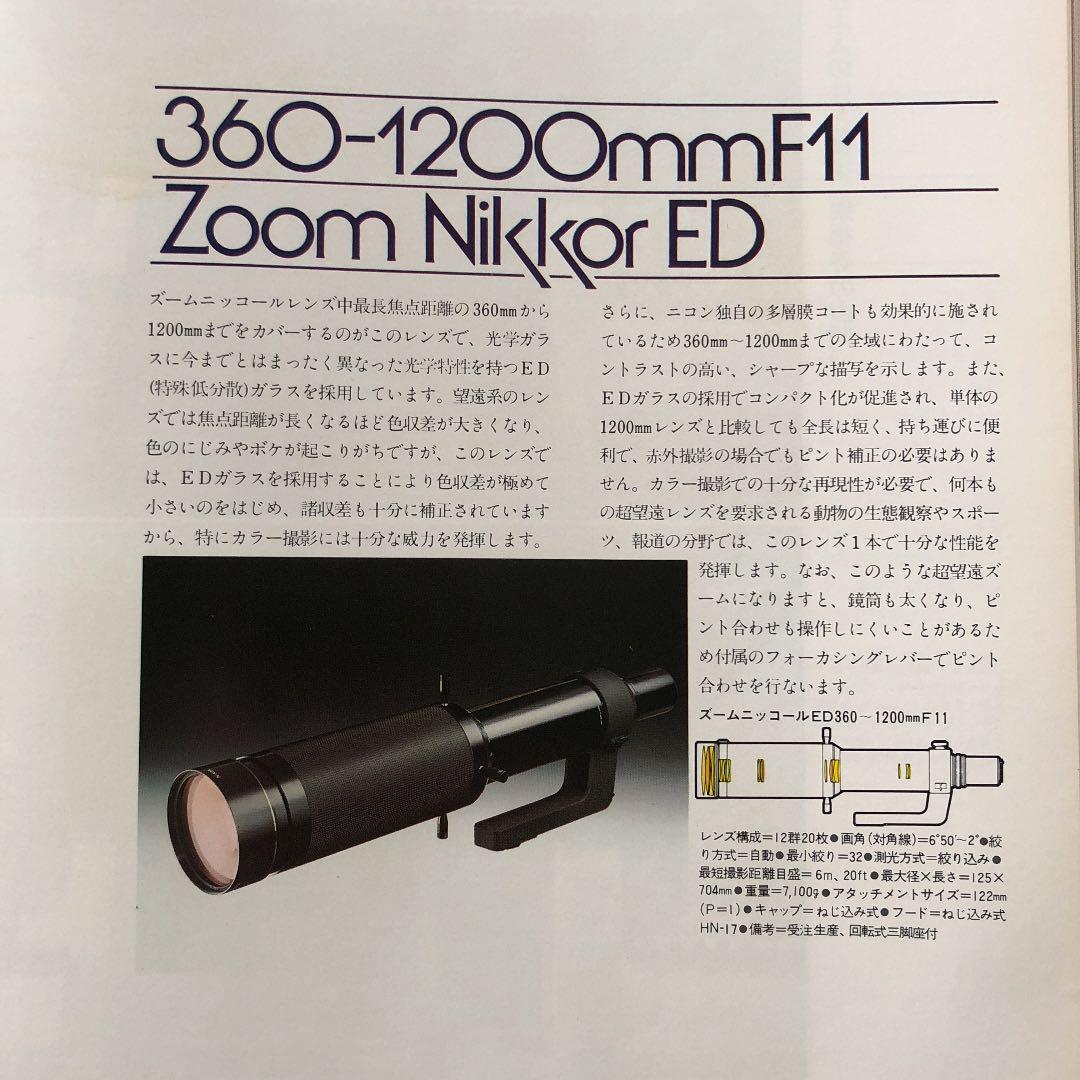 360-1200mmF11
Zoom Nikkor ED
ズームニッコールレンズ中最長焦点距離の360mmから
1200mmまでをカバーするのがこのレンズで、光学ガラ
スに今までとはまったく異なった光学特性を持つED
(特殊低分散)ガラスを採用しています。望遠系のレン
ズでは焦点距離が長くなるほど色収差が大きくなり、
色のにじみやボケが起こりがちですが、このレンズで
は、EDガラスを採用することにより色収差が極めて
小さいのをはじめ、諸収差も十分に補正されています
から、特にカラー撮影には十分な威力を発揮します。
さらに、ニコン独自の多層膜コートも効果的に施され
ているため360mm〜1200mmまでの全域にわたって、コ
ントラストの高い、シャープな描写を示します。また、
EDガラスの採用でコンパクト化が促進され、単体の
1200mmレンズと比較しても全長は短く、持ち運びに便
利で、赤外撮影の場合でもピント補正の必要はありま
せん。カラー撮影での十分な再現性が必要で、何本も
の超望遠レンズを要求される動物の生態観察やスポー
ツ、報道の分野では、このレンズ1本で十分な性能を
発揮します。なお、このような超望遠ズ
ームになりますと、鏡筒も太くなり、ピ
ント合わせも操作しにくいことがあるた
め付属のフォーカシングレバーでピント
合わせを行ないます。
ズームニッコールED360〜1200mmF11
レンズ構成=12群20枚●画角(対角線)=6°50′〜2°●絞
り方式=自動●最小絞り=32●測光方式=絞り込み●
最短撮影距離目盛=6m、20ft●最大径×長さ=125×
704mm●重量=7,100g●アタッチメントサイズ=122mm
(P=1)●キャップ=ねじ込み式●フード=ねじ込み式
HN-17●備考=受注生産、回転式三脚座付